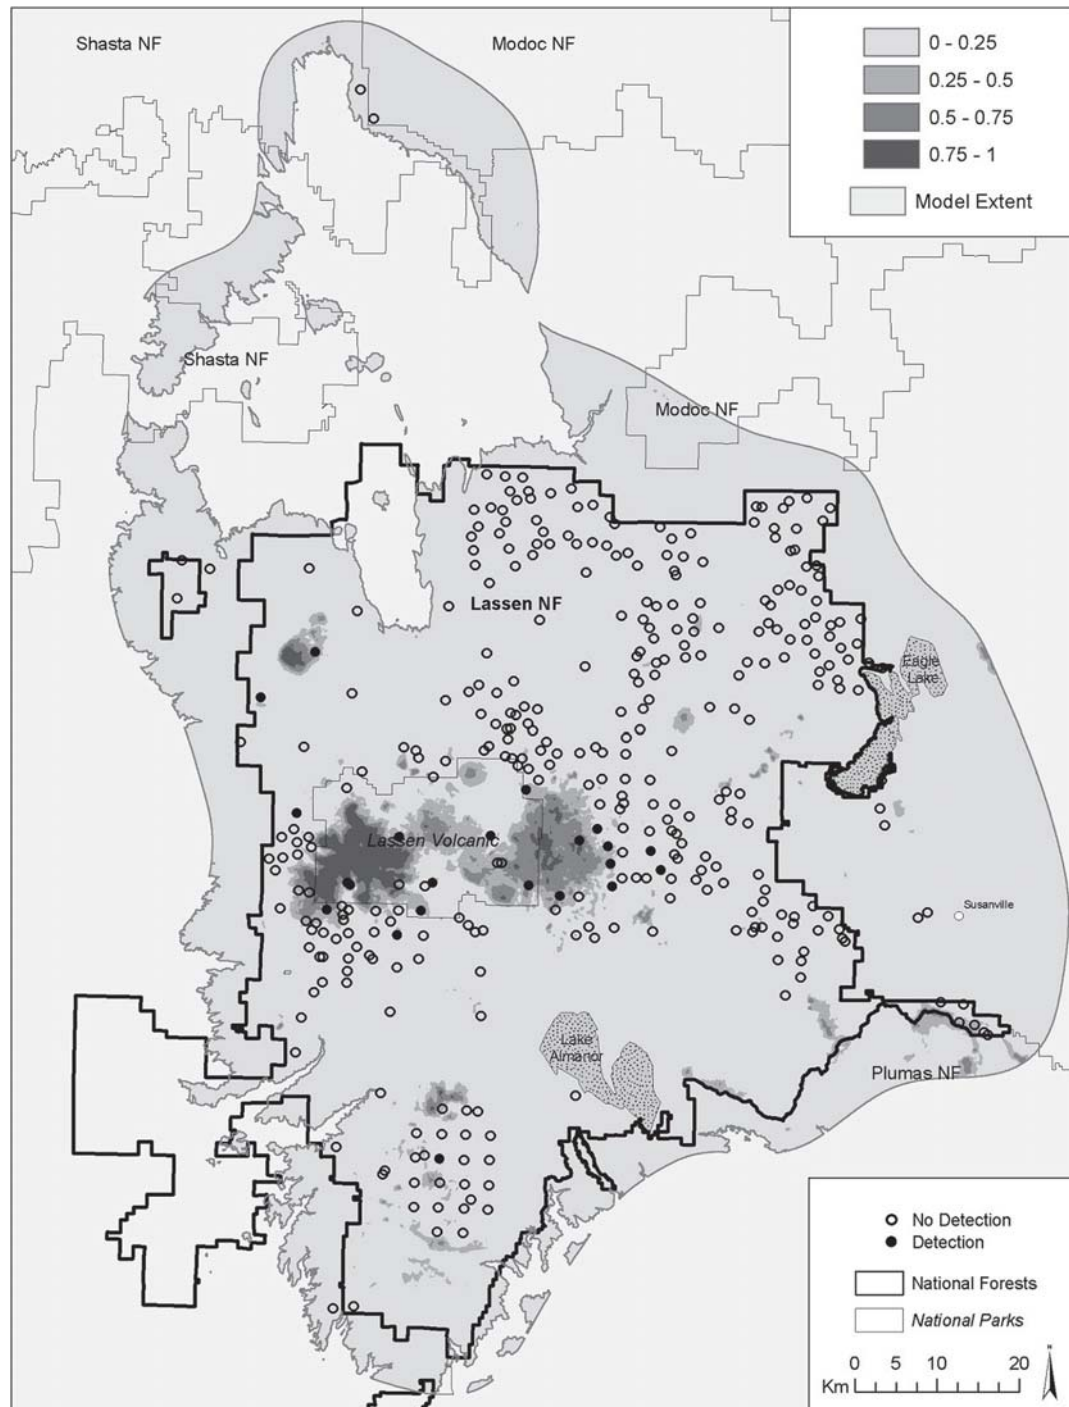 Shasta NF
Modoc NF
0 - 0.25
0.25 - 0.5
0.5 - 0.75
0.75 - 1
Model Extent
Shasta NF
Modoc NF
Lassen NF
Eagle
Lake
Lassen Volcanic
Susanville
Lake
Almanor
Plumas NF
No Detection
Detection
National Forests
National Parks
0 5 10 20
Km
N